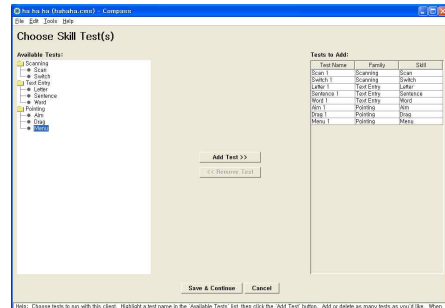 ha ha ha (hahaha.cms) - Compass
File Edit Tools Help
Choose Skill Test(s)
Available Tests:
Scanning
Scan
Switch
Text Entry
Letter
Sentence
Word
Pointing
Aim
Drag
Menu
Add Test >>
<< Remove Test
Tests to Add:
Test Name Family Skill
Scan 1 Scanning Scan
Switch 1 Scanning Switch
Letter 1 Text Entry Letter
Sentence 1 Text Entry Sentence
Word 1 Text Entry Word
Aim 1 Pointing Aim
Drag 1 Pointing Drag
Menu 1 Pointing Menu
Save & Continue Cancel
Help: Choose tests to run with this client. Highlight a test name in the 'Available Tests' list, then click the 'Add Test' button. Add or delete as many tests as you'd like. When